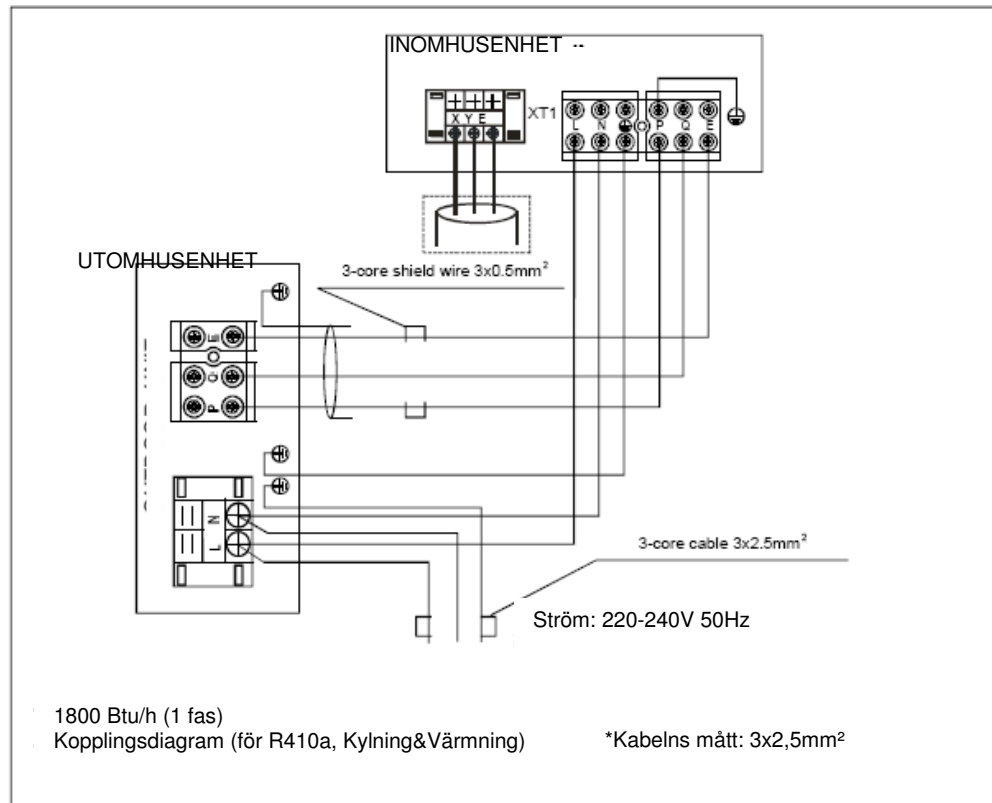 INOMHUSENHET --
XT1
X Y E
L N P Q E
UTOMHUSENHET
3-core shield wire 3x0.5mm²
E
Q
P
N
L
3-core cable 3x2.5mm²
Ström: 220-240V 50Hz
1800 Btu/h (1 fas)
Kopplingsdiagram (för R410a, Kylning&Värmning)
*Kabelns mått: 3x2,5mm²